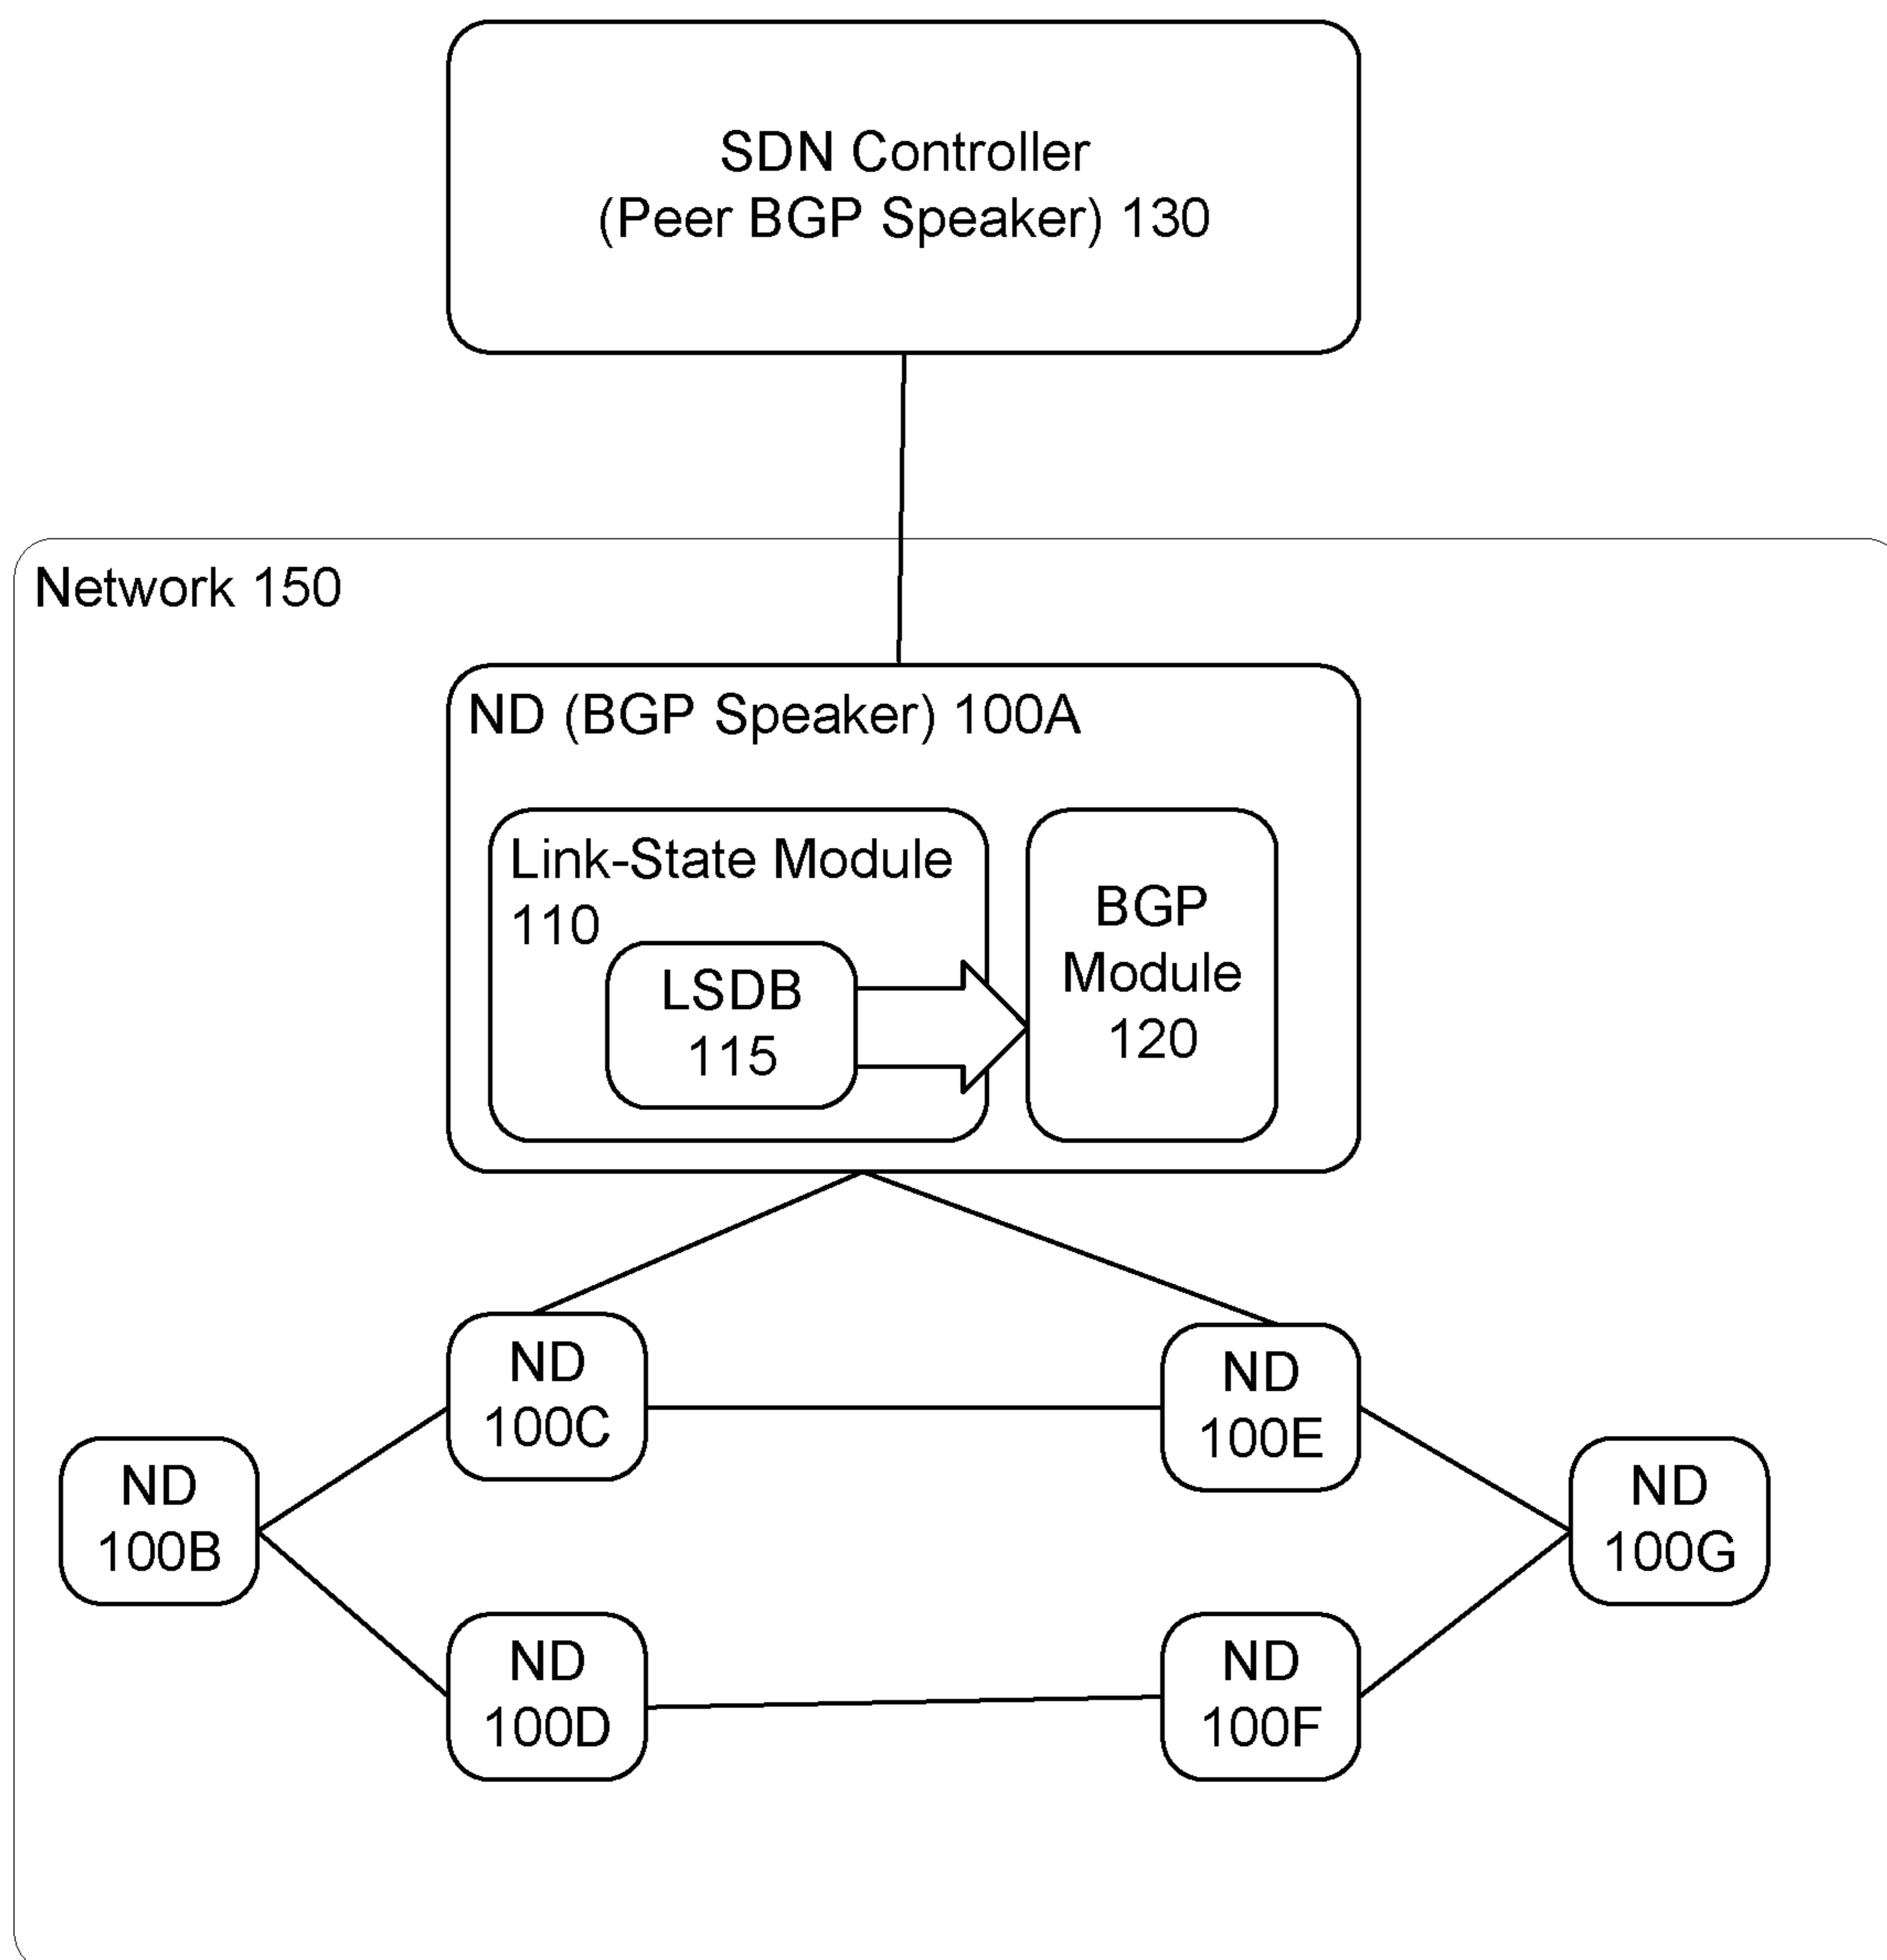 SDN Controller
(Peer BGP Speaker) 130
Network 150
ND (BGP Speaker) 100A
Link-State Module
110
LSDB
115
BGP
Module
120
ND
100C
ND
100E
ND
100B
ND
100G
ND
100D
ND
100F